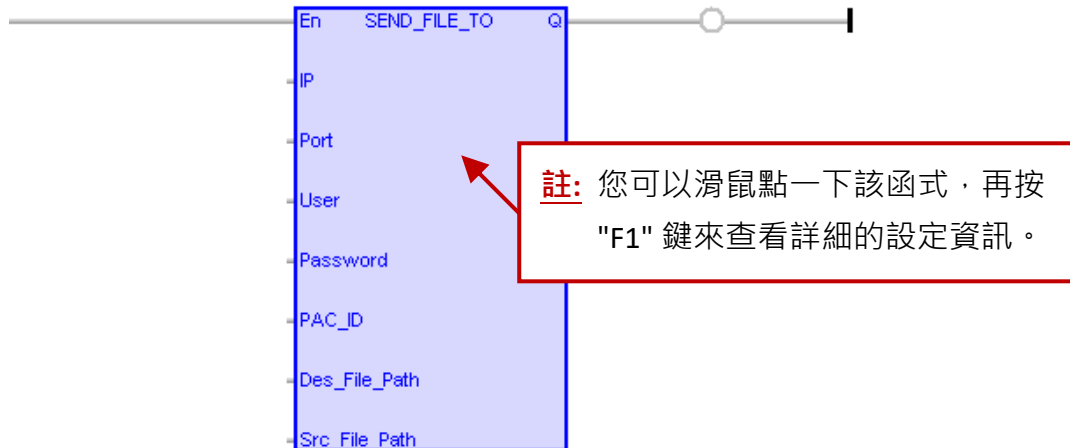 En SEND_FILE_TO Q
IP
Port
User
Password
PAC_ID
Des_File_Path
Src_File_Path
註: 您可以滑鼠點一下該函式，再按
"F1" 鍵來查看詳細的設定資訊。